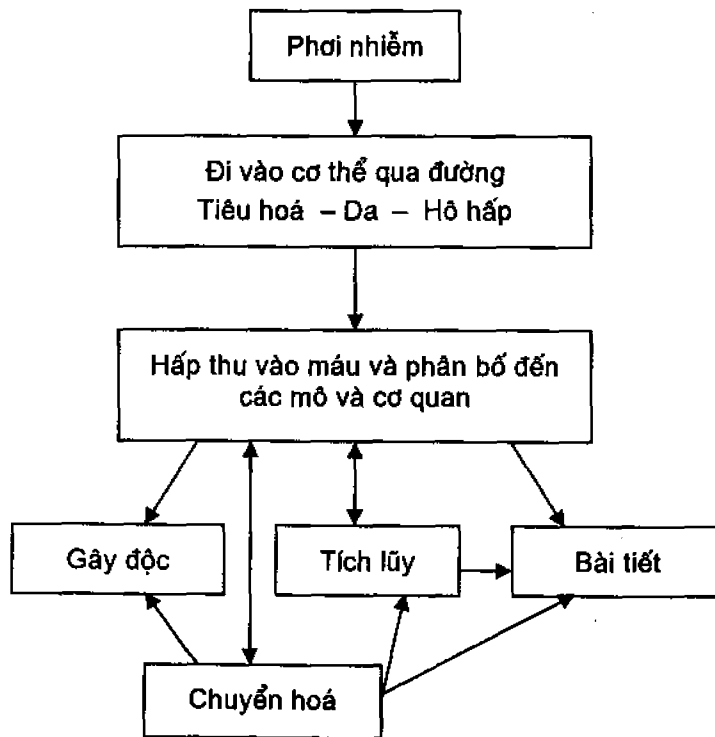 Phơi nhiễm
Đi vào cơ thể qua đường
Tiêu hoá – Da – Hô hấp
Hấp thư vào máu và phân bố đến
các mô và cơ quan
Gây độc
Tích lũy
Bài tiết
Chuyển hoá